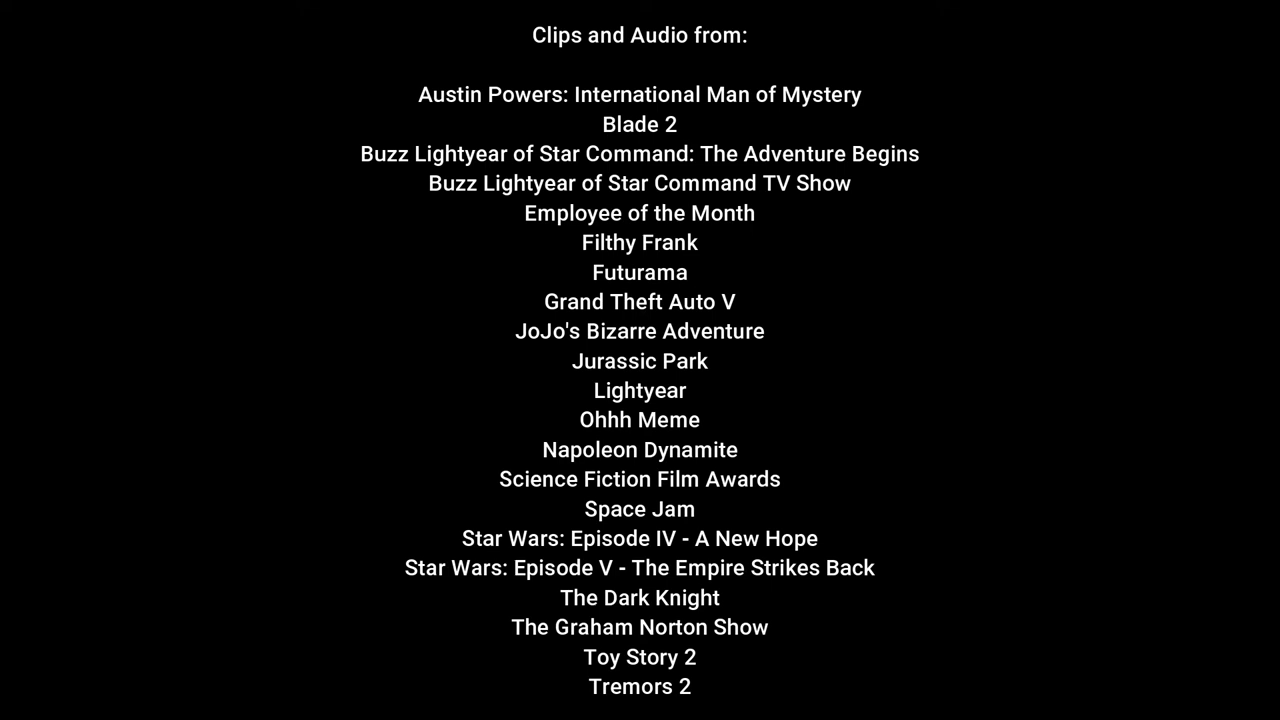 Clips and Audio from:
Austin Powers: International Man of Mystery
Blade 2
Buzz Lightyear of Star Command: The Adventure Begins
Buzz Lightyear of Star Command TV Show
Employee of the Month
Filthy Frank
Futurama
Grand Theft Auto V
JoJo's Bizarre Adventure
Jurassic Park
Lightyear
Ohhh Meme
Napoleon Dynamite
Science Fiction Film Awards
Space Jam
Star Wars: Episode IV - A New Hope
Star Wars: Episode V - The Empire Strikes Back
The Dark Knight
The Graham Norton Show
Toy Story 2
Tremors 2